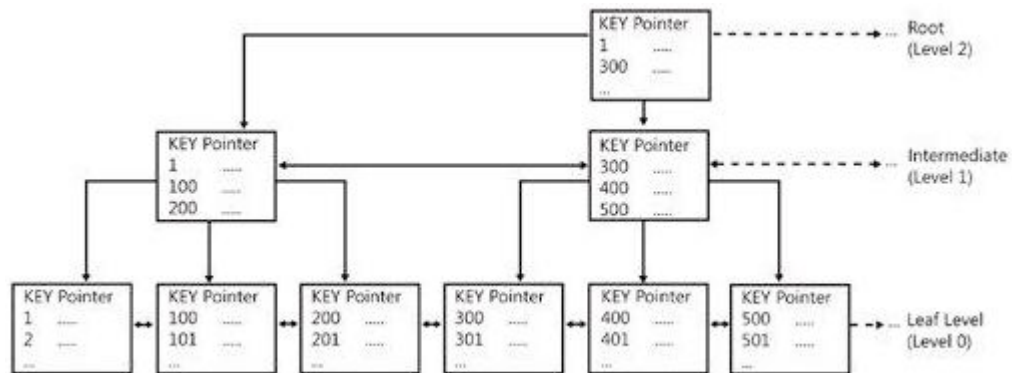 KEY Pointer
1 .....
300 .....
...
... Root
(Level 2)
KEY Pointer
1 .....
100 .....
200 .....
KEY Pointer
300 .....
400 .....
500 .....
... Intermediate
(Level 1)
KEY Pointer
1 .....
2 .....
...
KEY Pointer
100 .....
101 .....
...
KEY Pointer
200 .....
201 .....
...
KEY Pointer
300 .....
301 .....
...
KEY Pointer
400 .....
401 .....
...
KEY Pointer
500 .....
501 .....
...
... Leaf Level
(Level 0)